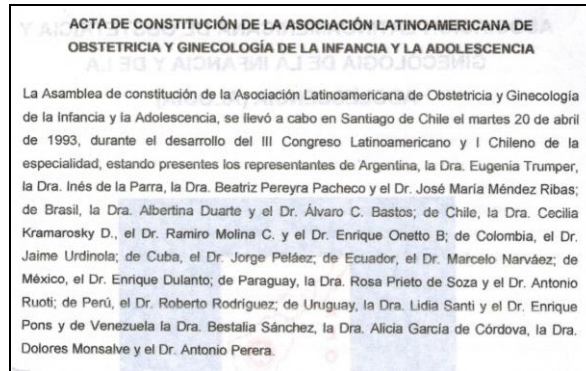 ACTA DE CONSTITUCIÓN DE LA ASOCIACIÓN LATINOAMERICANA DE
OBSTETRICIA Y GINECOLOGÍA DE LA INFANCIA Y LA ADOLESCENCIA
La Asamblea de constitución de la Asociación Latinoamericana de Obstetricia y Ginecología
de la Infancia y la Adolescencia, se llevó a cabo en Santiago de Chile el martes 20 de abril
de 1993, durante el desarrollo del III Congreso Latinoamericano y I Chileno de la
especialidad, estando presentes los representantes de Argentina, la Dra. Eugenia Trumper,
la Dra. Inés de la Parra, la Dra. Beatriz Pereyra Pacheco y el Dr. José María Méndez Ribas;
de Brasil, la Dra. Albertina Duarte y el Dr. Álvaro C. Bastos; de Chile, la Dra. Cecilia
Kramarosky D., el Dr. Ramiro Molina C. y el Dr. Enrique Onetto B; de Colombia, el Dr.
Jaime Urdinola; de Cuba, el Dr. Jorge Peláez; de Ecuador, el Dr. Marcelo Narváez; de
México, el Dr. Enrique Dulanto; de Paraguay, la Dra. Rosa Prieto de Soza y el Dr. Antonio
Ruoti; de Perú, el Dr. Roberto Rodríguez; de Uruguay, la Dra. Lidia Santi y el Dr. Enrique
Pons y de Venezuela la Dra. Bestalia Sánchez, la Dra. Alicia García de Córdova, la Dra.
Dolores Monsalve y el Dr. Antonio Perera.